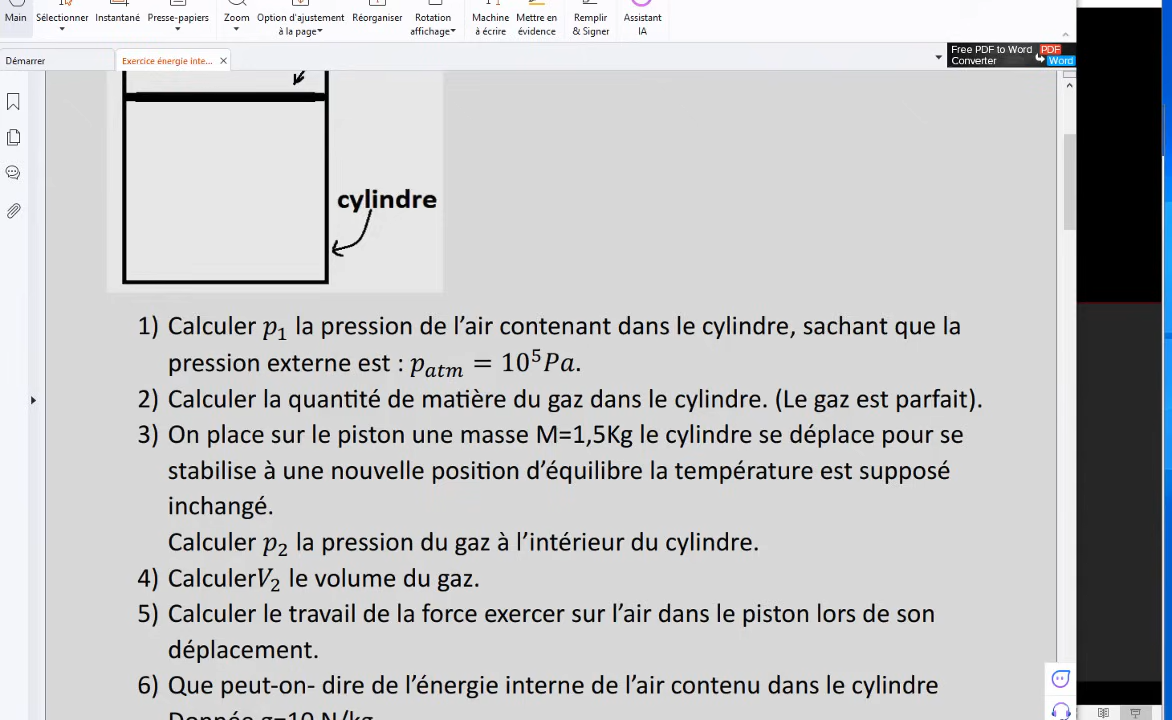 Main
Sélectionner
Instantané
Presse-papiers
Zoom
Option d'ajustement
à la page
Réorganiser
Rotation
affichage
Machine
à écrire
Mettre en
évidence
Remplir
& Signer
Assistant
IA
Démarrer
Exercice énergie inte...
Free PDF to Word
Converter
PDF
Word
cylindre
1) Calculer p₁ la pression de l'air contenant dans le cylindre, sachant que la
pression externe est : pₐₜₘ = 10⁵Pa.
2) Calculer la quantité de matière du gaz dans le cylindre. (Le gaz est parfait).
3) On place sur le piston une masse M=1,5Kg le cylindre se déplace pour se
stabilise à une nouvelle position d'équilibre la température est supposé
inchangé.
Calculer p₂ la pression du gaz à l'intérieur du cylindre.
4) CalculerV₂ le volume du gaz.
5) Calculer le travail de la force exercer sur l'air dans le piston lors de son
déplacement.
6) Que peut-on- dire de l'énergie interne de l'air contenu dans le cylindre
Donnée g=10 N/kg